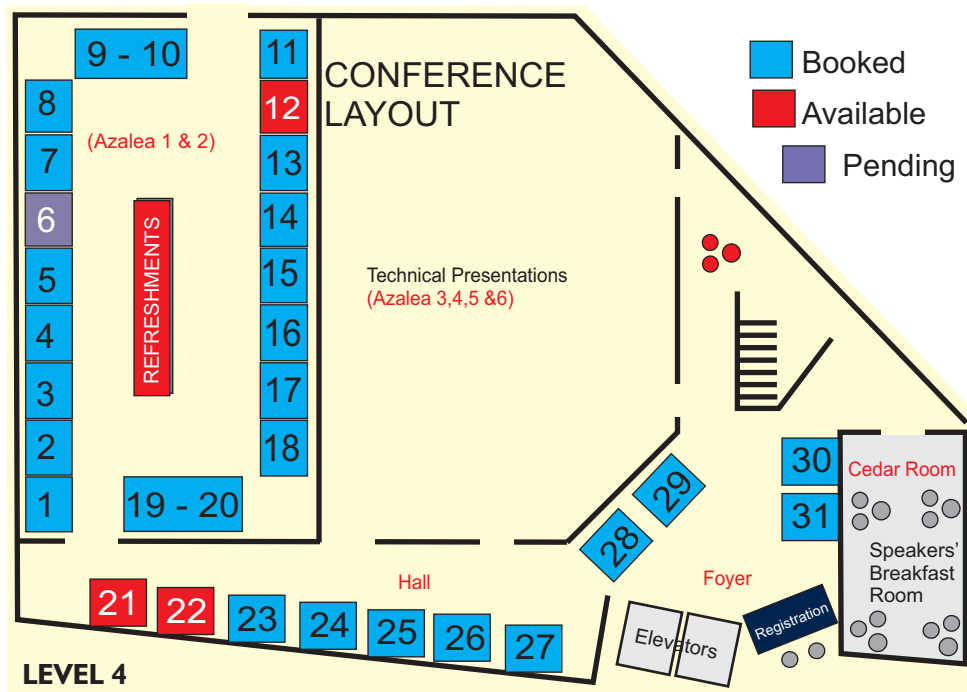 CONFERENCE
LAYOUT
Booked
Available
Pending
9 - 10
11
8
12
(Azalea 1 & 2)
7
13
6
14
REFRESHMENTS
5
15
4
16
3
17
2
18
1
19 - 20
Technical Presentations
(Azalea 3,4,5 &6)
29
28
30
31
Cedar Room
Speakers'
Breakfast
Room
Hall
Foyer
21
22
23
24
25
26
27
Elevators
Registration
LEVEL 4